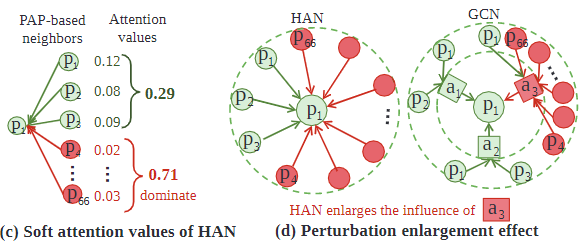 PAP-based neighbors
Attention values
p1
p1 0.12
p2 0.08
p3 0.09
0.29
p4 0.02
p66 0.03
0.71
dominate
(c) Soft attention values of HAN
HAN
p66
p1
p2
p1
p3
p4
GCN
p1
p66
p1
p2
a1
a3
p1
a2
p4
p1
p3
HAN enlarges the influence of a3
(d) Perturbation enlargement effect